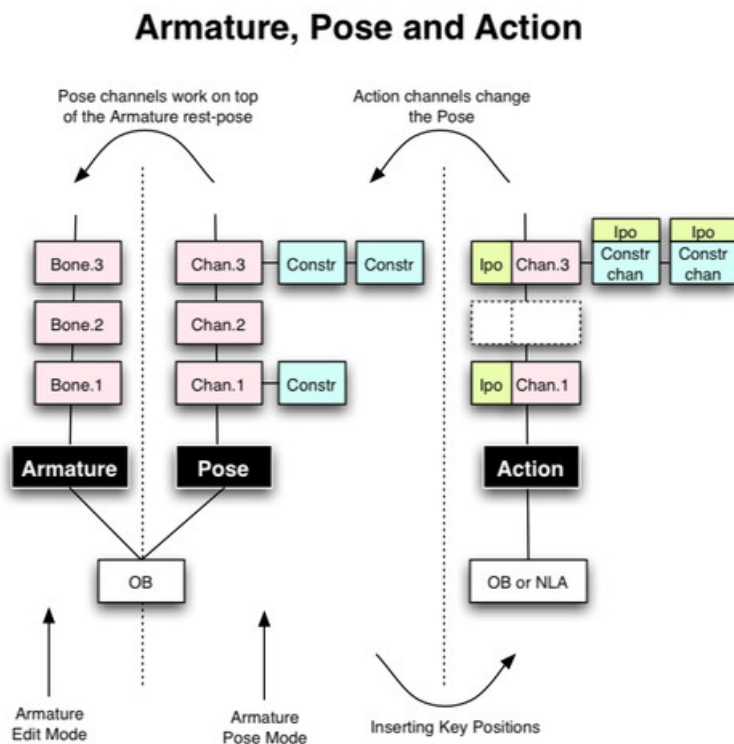 Armature, Pose and Action
Pose channels work on top
of the Armature rest-pose
Action channels change
the Pose
Bone.3
Chan.3
Constr
Constr
Ipo
Chan.3
Ipo
Constr
chan
Ipo
Constr
chan
Bone.2
Chan.2
Bone.1
Chan.1
Constr
Ipo
Chan.1
Armature
Pose
Action
OB
OB or NLA
Armature
Edit Mode
Armature
Pose Mode
Inserting Key Positions